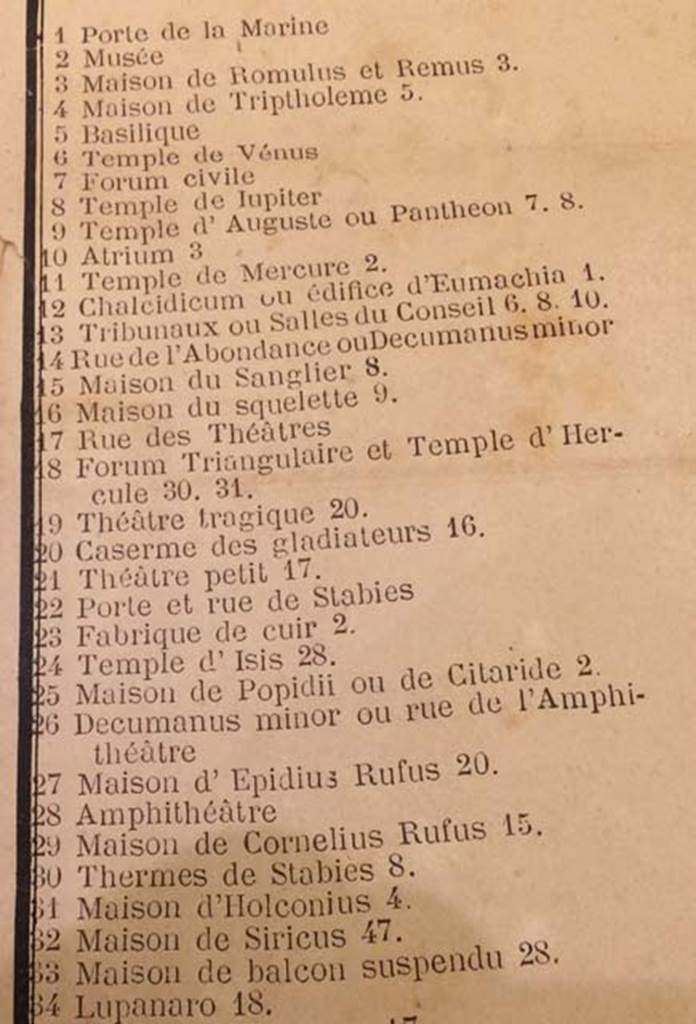 1 Porte de la Marine
2 Musée
3 Maison de Romulus et Remus 3.
4 Maison de Triptholeme 5.
5 Basilique
6 Temple de Vénus
7 Forum civile
8 Temple de Iupiter
9 Temple d' Auguste ou Pantheon 7. 8.
10 Atrium 3
11 Temple de Mercure 2.
12 Chalcidicum ou édifice d'Eumachia 1.
13 Tribunaux ou Salles du Conseil 6. 8. 10.
14 Rue de l'Abondance ou Decumanus minor
15 Maison du Sanglier 8.
16 Maison du squelette 9.
17 Rue des Théâtres
18 Forum Triangulaire et Temple d' Her-
cule 30. 31.
19 Théâtre tragique 20.
20 Caserme des gladiateurs 16.
21 Théâtre petit 17.
22 Porte et rue de Stabies
23 Fabrique de cuir 2.
24 Temple d' Isis 28.
25 Maison de Popidii ou de Citaride 2.
26 Decumanus minor ou rue de l'Amphi-
théâtre
27 Maison d' Epidius Rufus 20.
28 Amphithéâtre
29 Maison de Cornelius Rufus 15.
30 Thermes de Stabies 8.
31 Maison d'Holconius 4.
32 Maison de Siricus 47.
33 Maison de balcon suspendu 28.
34 Lupanaro 18.